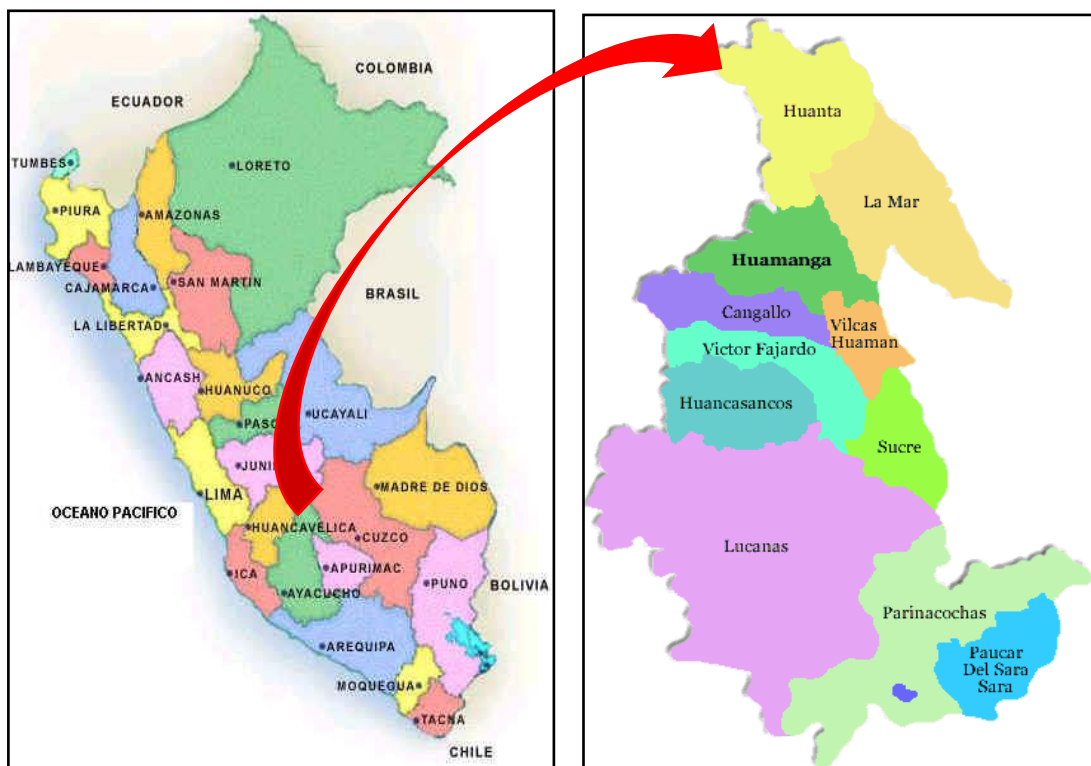 COLOMBIA
ECUADOR
TUMBES
LORETO
PIURA
AMAZONAS
LAMBAYEQUE
SAN MARTIN
CAJAMARCA
BRASIL
LA LIBERTAD
ANCASH
HUANUCO
UCAYALI
PASC
JUNI
MADRE DE DIOS
LIMA
OCEANO PACIFICO
HUANCAVELICA
CUZCO
ICA
APURIMAC
PUNO
BOLIVIA
AYACUCHO
AREQUIPA
MOQUEGUA
TACNA
CHILE
Huanta
La Mar
Huamanga
Cangallo
Vilcas
Huaman
Victor Fajardo
Huancasancos
Sucre
Lucanas
Parinacochas
Paucar
Del Sara
Sara